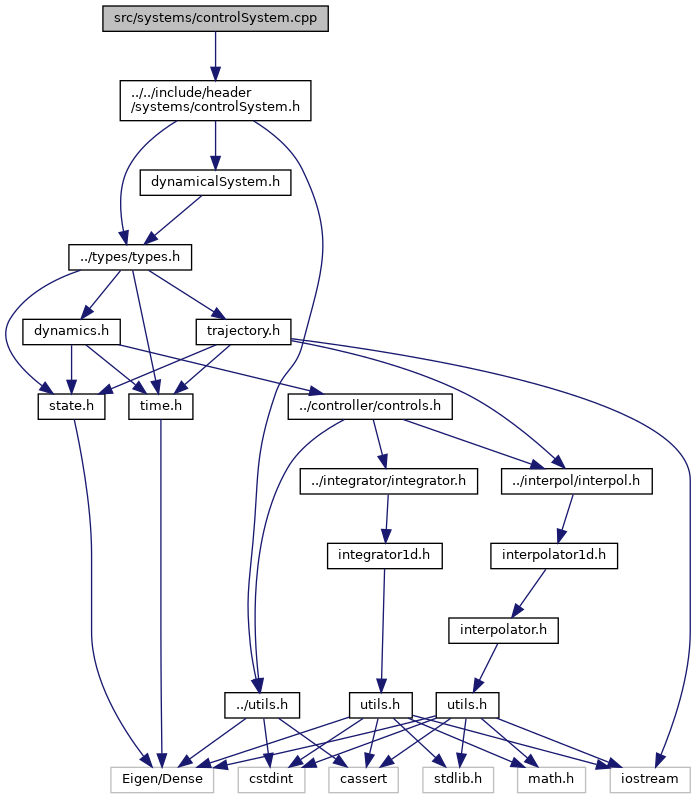 src/systems/controlSystem.cpp
../../include/header
/systems/controlSystem.h
dynamicalSystem.h
../types/types.h
dynamics.h
trajectory.h
state.h
time.h
../controller/controls.h
../integrator/integrator.h
../interpol/interpol.h
integrator1d.h
interpolator1d.h
interpolator.h
../utils.h
utils.h
utils.h
Eigen/Dense
cstdint
cassert
stdlib.h
math.h
iostream